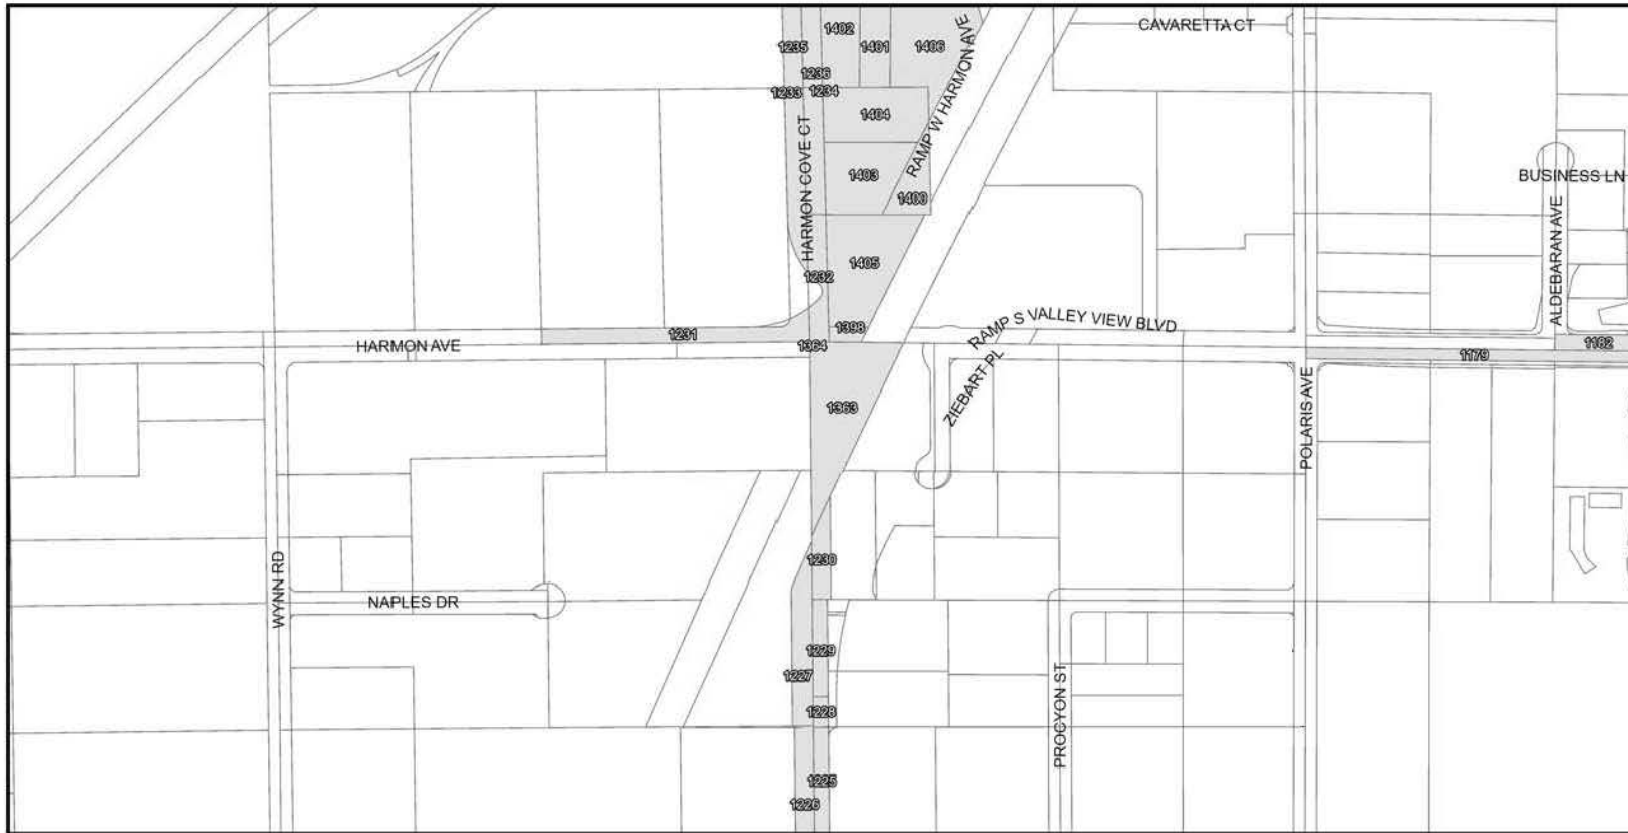 CAVARETTA CT
1402
1235
1401
1406
1236
1233
1234
1404
RAMP W HARMON AVE
HARMON COVE CT
1403
BUSINESS LN
1400
ALDEBARAN AVE
1405
1232
RAMP S VALLEY VIEW BLVD
1398
1231
HARMON AVE
1364
1182
1179
ZIEBART PL
1363
POLARIS AVE
1230
WYNN RD
NAPLES DR
1229
1227
PROCYON ST
1228
1225
1226